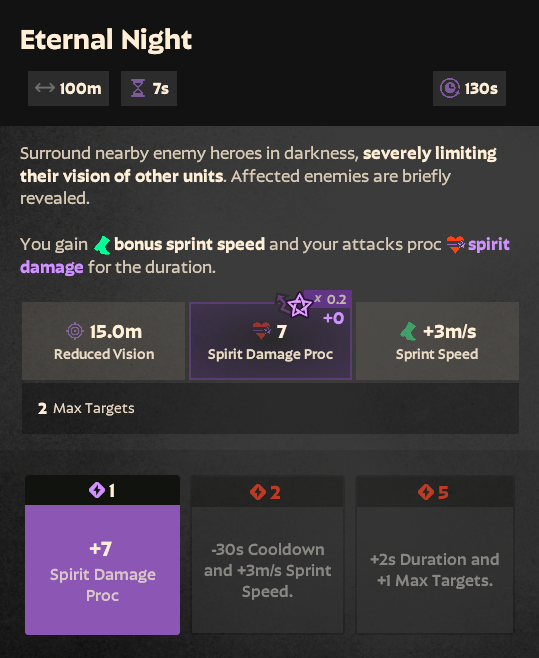 Eternal Night
100m 7s 130s
Surround nearby enemy heroes in darkness, severely limiting
their vision of other units. Affected enemies are briefly
revealed.
You gain bonus sprint speed and your attacks proc spirit
damage for the duration.
x 0.2
+0
15.0m
Reduced Vision
7
Spirit Damage Proc
+3m/s
Sprint Speed
2 Max Targets
1
+7
Spirit Damage
Proc
2
-30s Cooldown
and +3m/s Sprint
Speed.
5
+2s Duration and
+1 Max Targets.